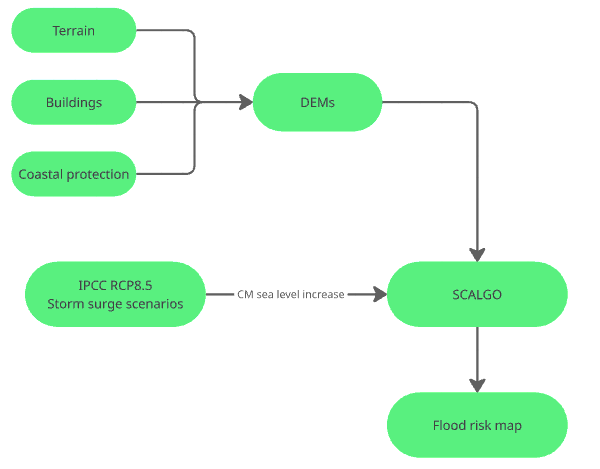 Terrain
Buildings
DEMs
Coastal protection
IPCC RCP8.5
Storm surge scenarios
CM sea level increase
SCALGO
Flood risk map